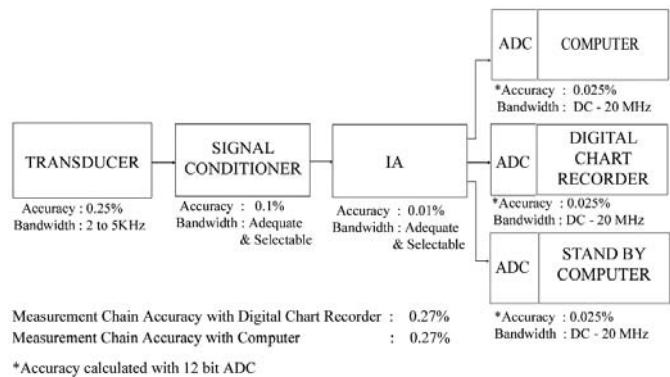 ADC
COMPUTER
*Accuracy : 0.025%
Bandwidth : DC - 20 MHz
TRANSDUCER
Accuracy : 0.25%
Bandwidth : 2 to 5KHz
SIGNAL
CONDITIONER
Accuracy : 0.1%
Bandwidth : Adequate
& Selectable
IA
Accuracy : 0.01%
Bandwidth : Adequate
& Selectable
ADC
DIGITAL
CHART
RECORDER
*Accuracy : 0.025%
Bandwidth : DC - 20 MHz
ADC
STAND BY
COMPUTER
*Accuracy : 0.025%
Bandwidth : DC - 20 MHz
Measurement Chain Accuracy with Digital Chart Recorder : 0.27%
Measurement Chain Accuracy with Computer : 0.27%
*Accuracy calculated with 12 bit ADC